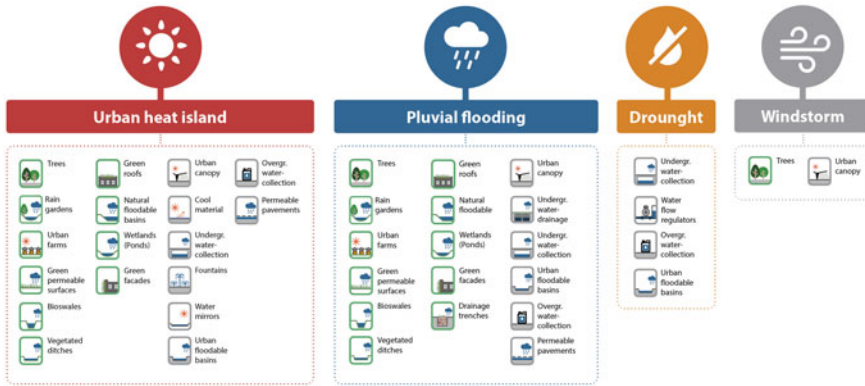 Urban heat island
Trees
Rain
gardens
Urban
farms
Green
permeable
surfaces
Bioswales
Vegetated
ditches
Green
roofs
Natural
floodable
basins
Wetlands
(Ponds)
Green
facades
Urban
canopy
Cool
material
Undergr.
water-
collection
Fountains
Water
mirrors
Urban
floodable
basins
Overgr.
water-
collection
Permeable
pavements
Pluvial flooding
Trees
Rain
gardens
Urban
farms
Green
permeable
surfaces
Bioswales
Vegetated
ditches
Green
roofs
Natural
floodable
Wetlands
(Ponds)
Green
facades
Drainage
trenches
Urban
canopy
Undergr.
water-
drainage
Undergr.
water-
collection
Urban
floodable
basins
Overgr.
water-
collection
Permeable
pavements
Drounght
Undergr.
water-
collection
Water
flow
regulators
Overgr.
water-
collection
Urban
floodable
basins
Windstorm
Trees
Urban
canopy